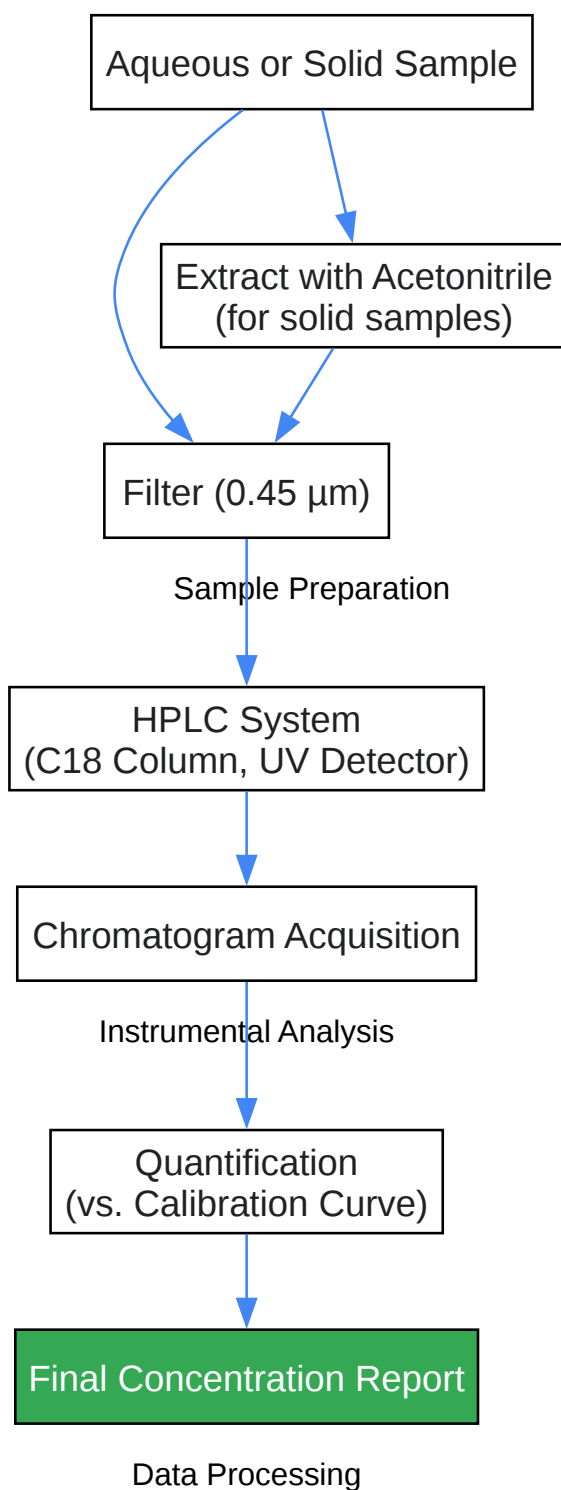 Aqueous or Solid Sample
Extract with Acetonitrile
(for solid samples)
Filter (0.45 µm)
Sample Preparation
HPLC System
(C18 Column, UV Detector)
Chromatogram Acquisition
Instrumental Analysis
Quantification
(vs. Calibration Curve)
Final Concentration Report
Data Processing